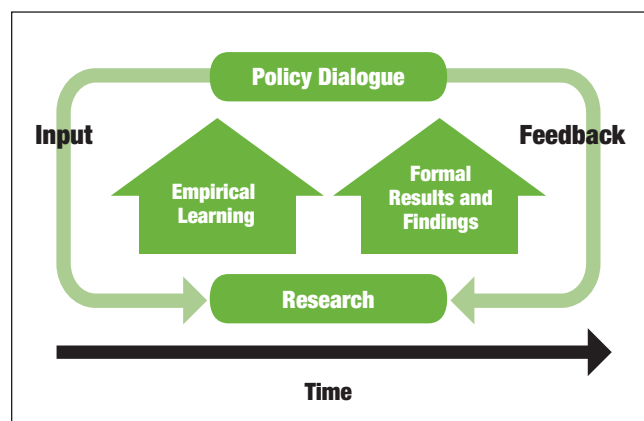 Policy Dialogue
Input
Feedback
Empirical
Learning
Formal
Results and
Findings
Research
Time